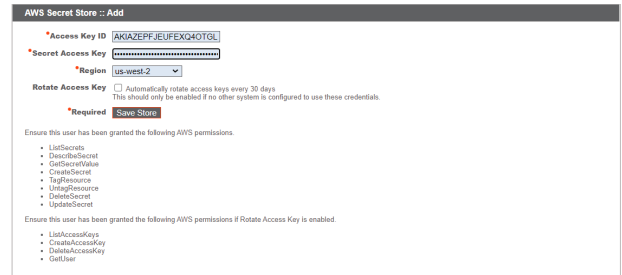 AWS Secret Store :: Add
*Access Key ID AKIAZEPFJEUFEXQ4OTGL
*Secret Access Key ••••••••••••••••••••••••••••••••••••••••
*Region us-west-2
Rotate Access Key Automatically rotate access keys every 30 days
This should only be enabled if no other system is configured to use these credentials.
*Required Save Store
Ensure this user has been granted the following AWS permissions.
• ListSecrets
• DescribeSecret
• GetSecretValue
• CreateSecret
• TagResource
• UntagResource
• DeleteSecret
• UpdateSecret
Ensure this user has been granted the following AWS permissions if Rotate Access Key is enabled.
• ListAccessKeys
• CreateAccessKey
• DeleteAccessKey
• GetUser